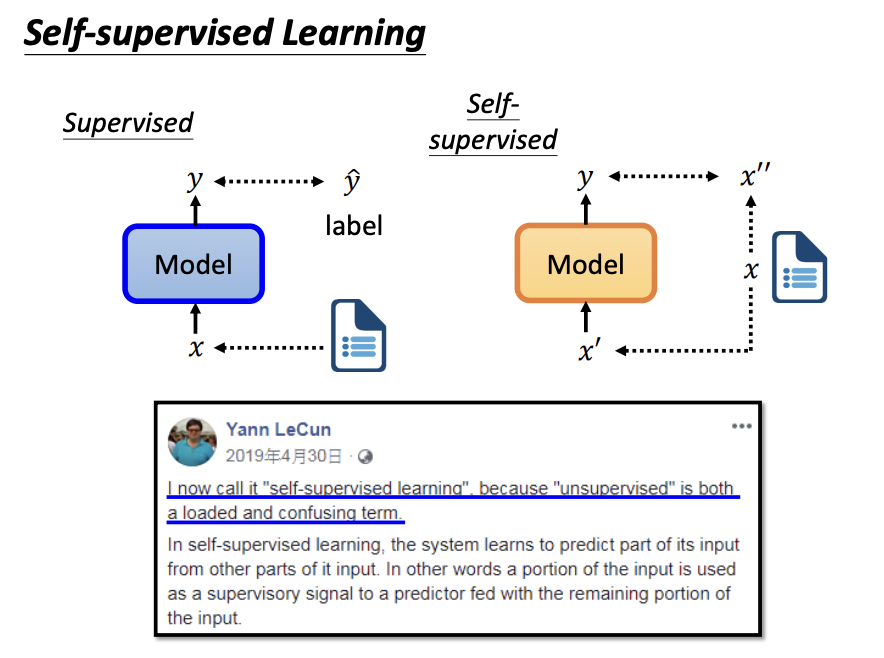 Self-supervised Learning
Supervised
y
ŷ
label
Model
x
Self-
supervised
y
x′′
Model
x
x′
Yann LeCun
2019年4月30日 ·
I now call it "self-supervised learning", because "unsupervised" is both
a loaded and confusing term.
In self-supervised learning, the system learns to predict part of its input
from other parts of it input. In other words a portion of the input is used
as a supervisory signal to a predictor fed with the remaining portion of
the input.